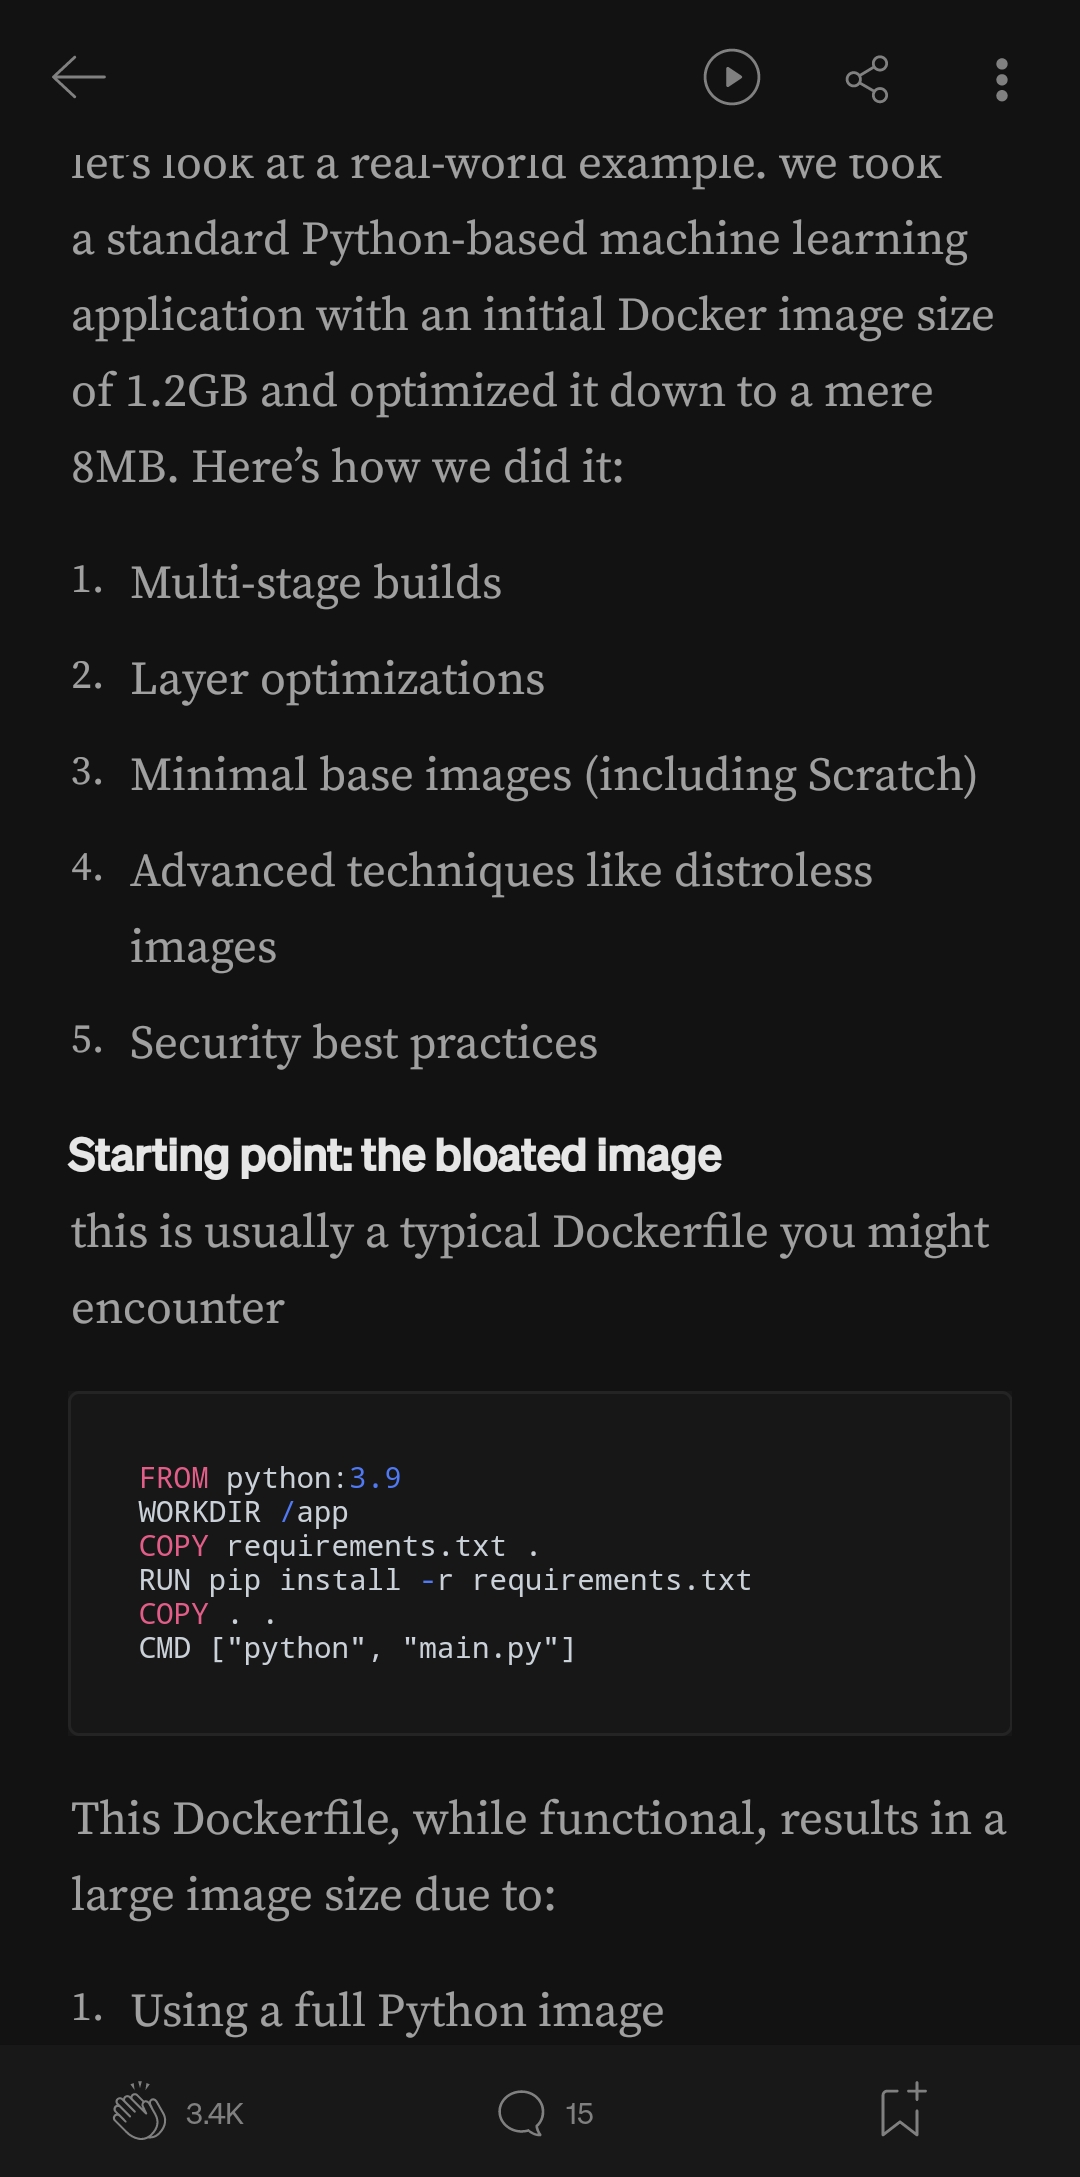 let's look at a real-world example. we took
a standard Python-based machine learning
application with an initial Docker image size
of 1.2GB and optimized it down to a mere
8MB. Here’s how we did it:
1. Multi-stage builds
2. Layer optimizations
3. Minimal base images (including Scratch)
4. Advanced techniques like distroless
images
5. Security best practices
Starting point: the bloated image
this is usually a typical Dockerfile you might
encounter
FROM python:3.9
WORKDIR /app
COPY requirements.txt .
RUN pip install -r requirements.txt
COPY . .
CMD ["python", "main.py"]
This Dockerfile, while functional, results in a
large image size due to:
1. Using a full Python image
3.4K
15